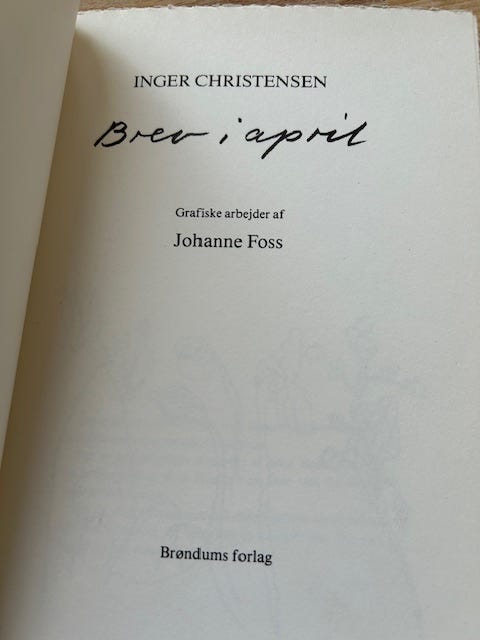 INGER CHRISTENSEN
Brev i april
Grafiske arbejder af
Johanne Foss
Brøndums forlag